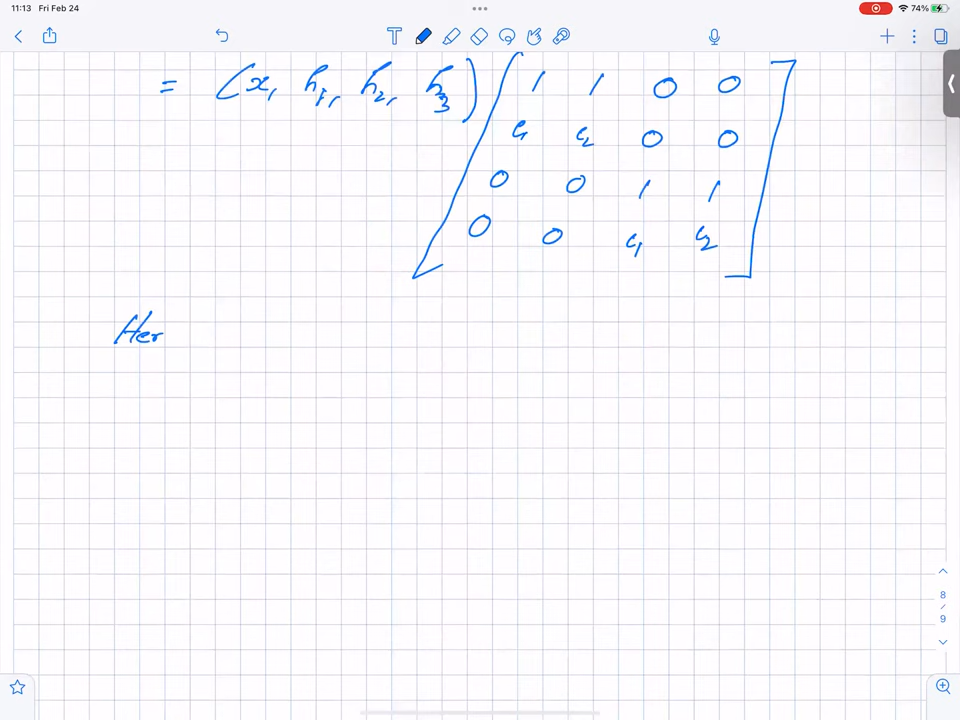 11:13 Fri Feb 24
74%
= (x, h₁, h₂, h₃) [ 1 1 0 0
c₁ c₂ 0 0
0 0 1 1
0 0 c₁ c₂ ]
Her
8
/
9